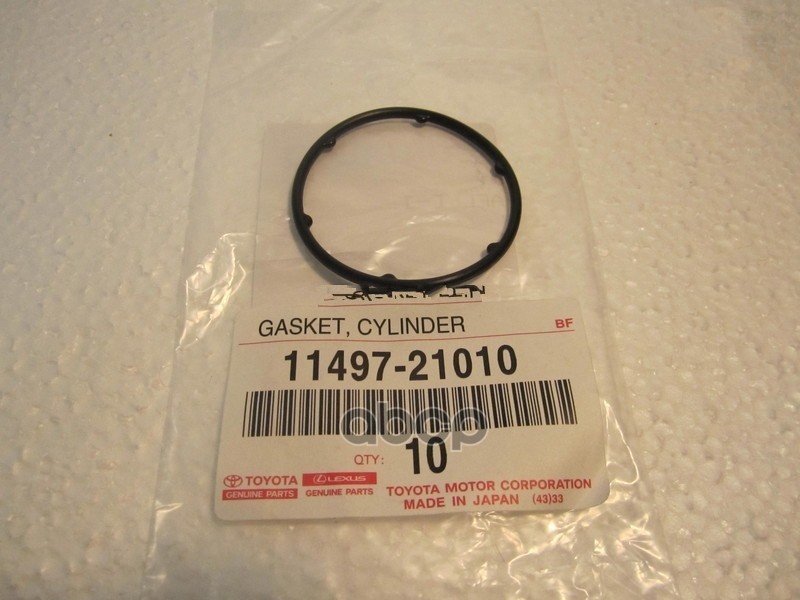 GASKET, CYLINDER BF
11497-21010
abcp
QTY: 10
TOYOTA LEXUS TOYOTA MOTOR CORPORATION
GENUINE PARTS GENUINE PARTS MADE IN JAPAN (43)33